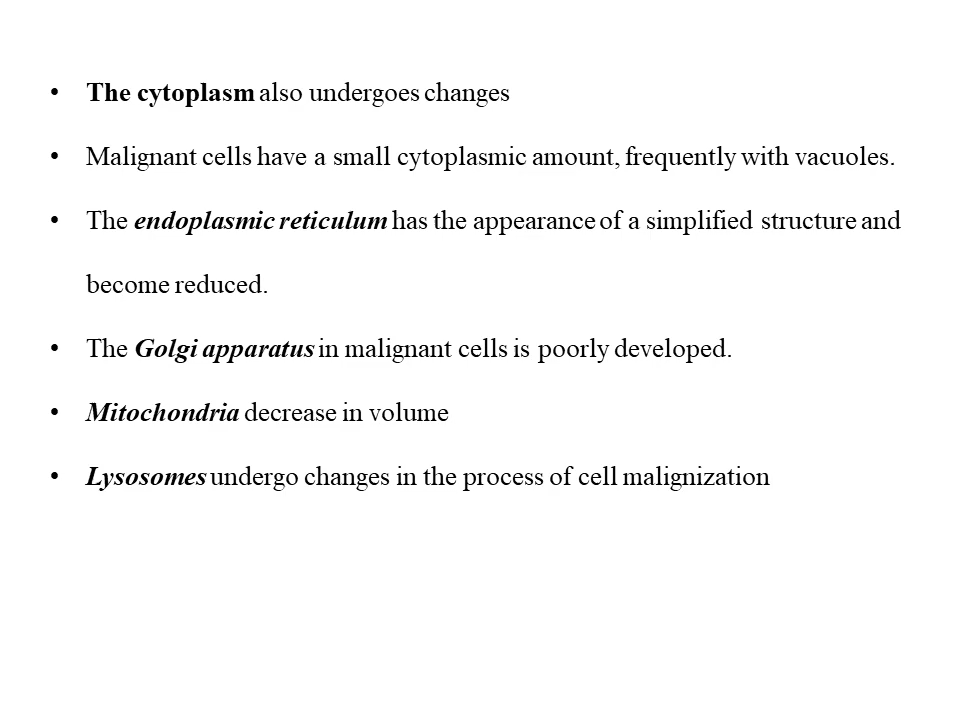 • The cytoplasm also undergoes changes
• Malignant cells have a small cytoplasmic amount, frequently with vacuoles.
• The endoplasmic reticulum has the appearance of a simplified structure and
become reduced.
• The Golgi apparatus in malignant cells is poorly developed.
• Mitochondria decrease in volume
• Lysosomes undergo changes in the process of cell malignization